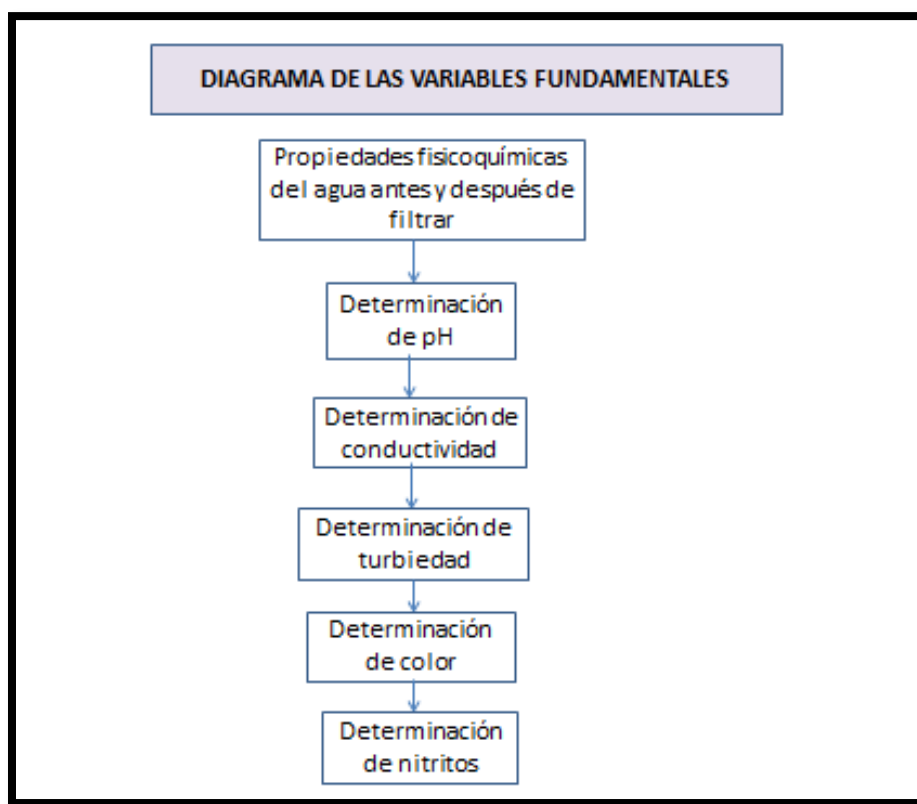 DIAGRAMA DE LAS VARIABLES FUNDAMENTALES
Propiedades fisicoquímicas
del agua antes y después de
filtrar
Determinación
de pH
Determinación de
conductividad
Determinación de
turbiedad
Determinación
de color
Determinación
de nitritos